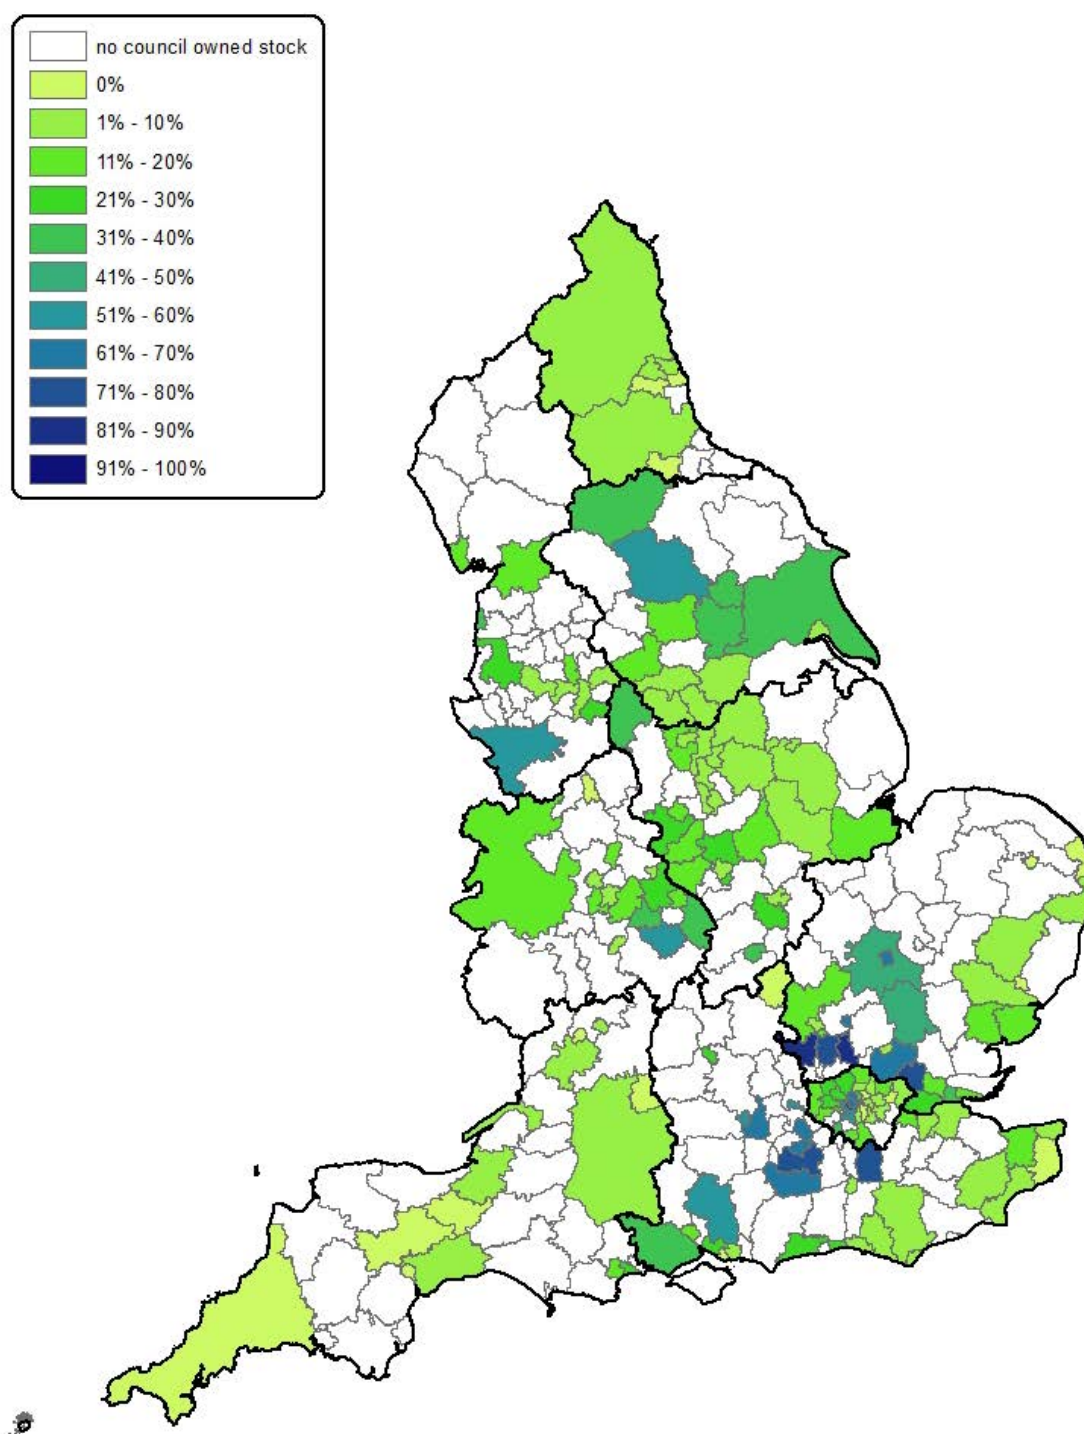 no council owned stock
0%
1% - 10%
11% - 20%
21% - 30%
31% - 40%
41% - 50%
51% - 60%
61% - 70%
71% - 80%
81% - 90%
91% - 100%